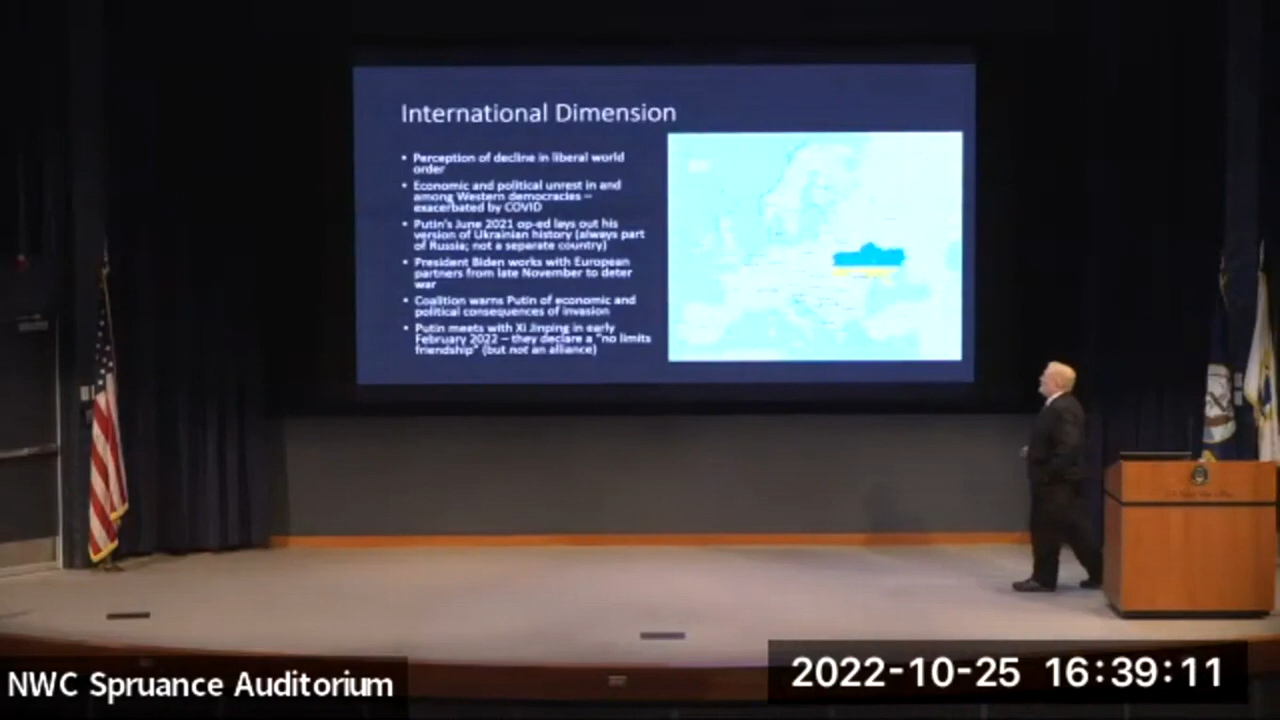 International Dimension
• Perception of decline in liberal world
order
• Economic and political unrest in and
among Western democracies –
exacerbated by COVID
• Putin's June 2021 op-ed lays out his
version of Ukrainian history (always part
of Russia; not a separate country)
• President Biden works with European
partners from late November to deter
war
• Coalition warns Putin of economic and
political consequences of invasion
• Putin meets with Xi Jinping in early
February 2022 – they declare a "no limits
friendship" (but not an alliance)
NWC Spruance Auditorium
2022-10-25 16:39:11